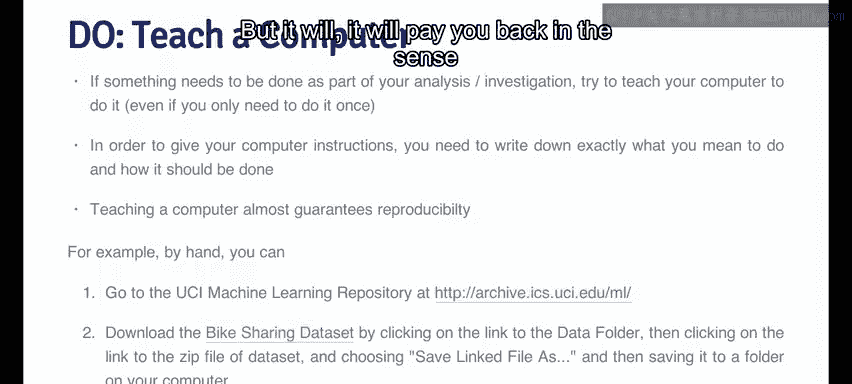 DO: Teach a Computer
But it will, it will pay you back in the
sense
· If something needs to be done as part of your analysis / investigation, try to teach your computer to
do it (even if you only need to do it once)
· In order to give your computer instructions, you need to write down exactly what you mean to do
and how it should be done
· Teaching a computer almost guarantees reproducibilty
For example, by hand, you can
1. Go to the UCI Machine Learning Repository at http://archive.ics.uci.edu/ml/
2. Download the Bike Sharing Dataset by clicking on the link to the Data Folder, then clicking on the
link to the zip file of dataset, and choosing "Save Linked File As..." and then saving it to a folder
on your computer